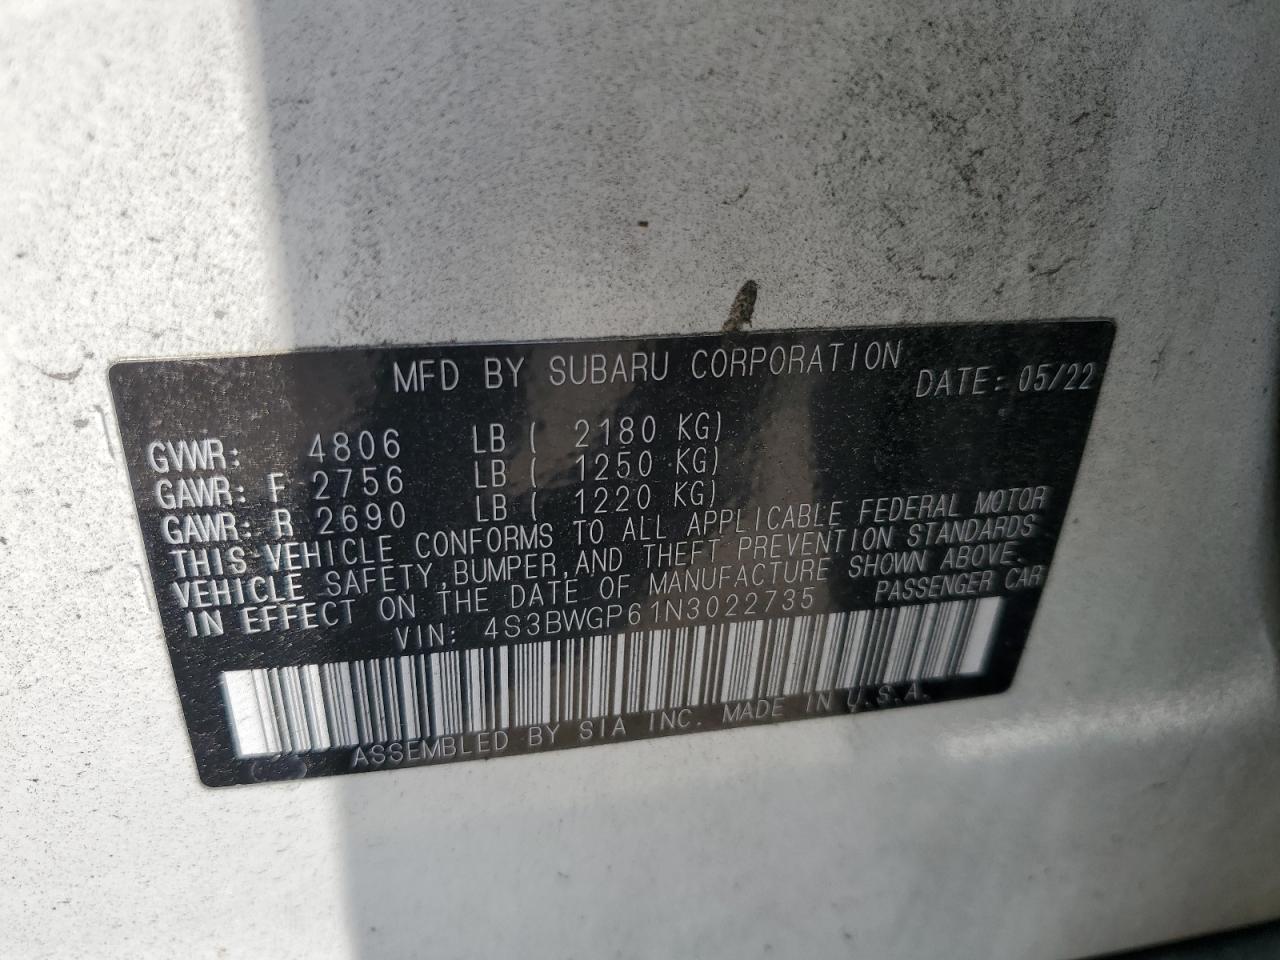 MFD BY SUBARU CORPORATION DATE: 05/22
GVWR: 4806 LB ( 2180 KG)
GAWR: F 2756 LB ( 1250 KG)
GAWR: R 2690 LB ( 1220 KG)
THIS VEHICLE CONFORMS TO ALL APPLICABLE FEDERAL MOTOR
VEHICLE SAFETY, BUMPER, AND THEFT PREVENTION STANDARDS
IN EFFECT ON THE DATE OF MANUFACTURE SHOWN ABOVE.
VIN: 4S3BWGP61N3022735 PASSENGER CAR
ASSEMBLED BY SIA INC. MADE IN U.S.A.